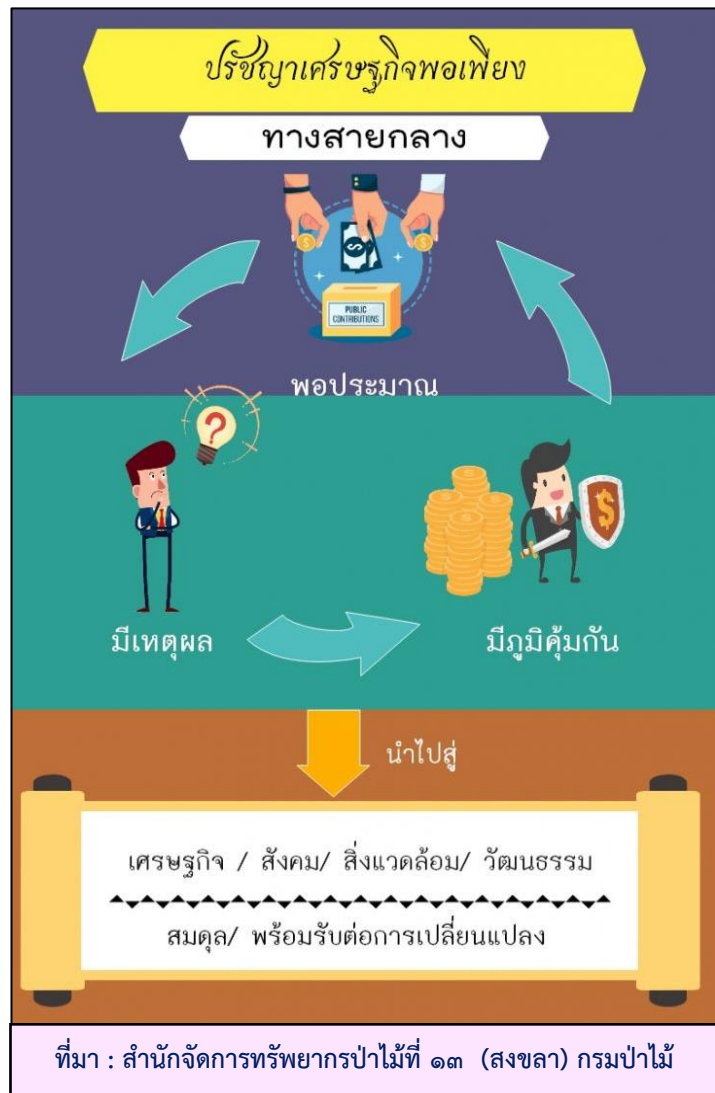 ปรัชญาเศรษฐกิจพอเพียง
ทางสายกลาง
PUBLIC
CONTRIBUTIONS
พอประมาณ
?
มีเหตุผล
$
มีภูมิคุ้มกัน
นำไปสู่
เศรษฐกิจ / สังคม/ สิ่งแวดล้อม/ วัฒนธรรม
สมดุล/ พร้อมรับต่อการเปลี่ยนแปลง
ที่มา : สำนักจัดการทรัพยากรป่าไม้ที่ ๑๓ (สงขลา) กรมป่าไม้